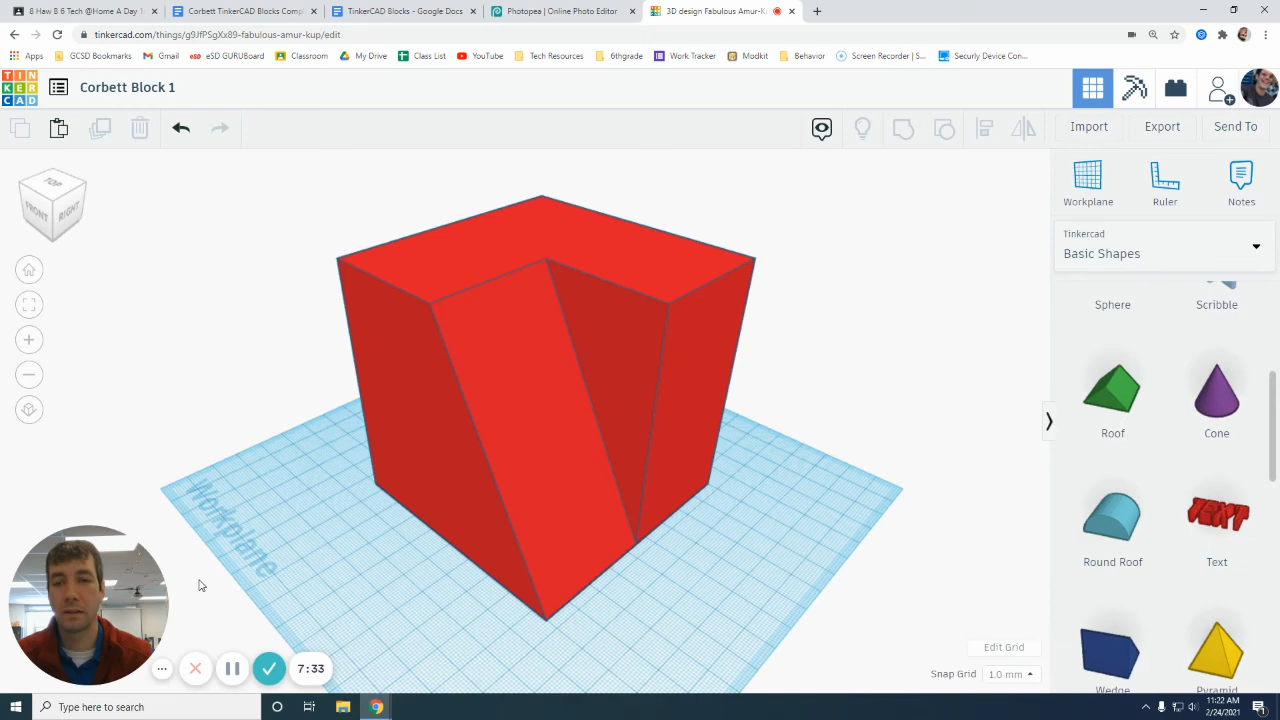 8 Haw 8 6 Tech @Home A Day 1
Corbett TinkerCAD Blocks Compl
TinkerCAD Blocks - Google Docs
Photopea | Online Photo Editor
3D design Fabulous Amur-Ku
tinkercad.com/things/g9JfPSgXx89-fabulous-amur-kup/edit
Apps
GCSD Bookmarks
Gmail
eSD GURUBoard
Classroom
My Drive
Class List
YouTube
Tech Resources
6thgrade
Work Tracker
Modkit
Behavior
Screen Recorder | S...
Securly Device Con...
TIN
KER
CAD
Corbett Block 1
Import
Export
Send To
TOP
FRONT
RIGHT
Workplane
Ruler
Notes
Tinkercad
Basic Shapes
Sphere
Scribble
Roof
Cone
TEXT
Round Roof
Text
Wedge
Pyramid
Workplane
Edit Grid
Snap Grid
1.0 mm
7:33
Type here to search
11:22 AM
2/24/2021
1